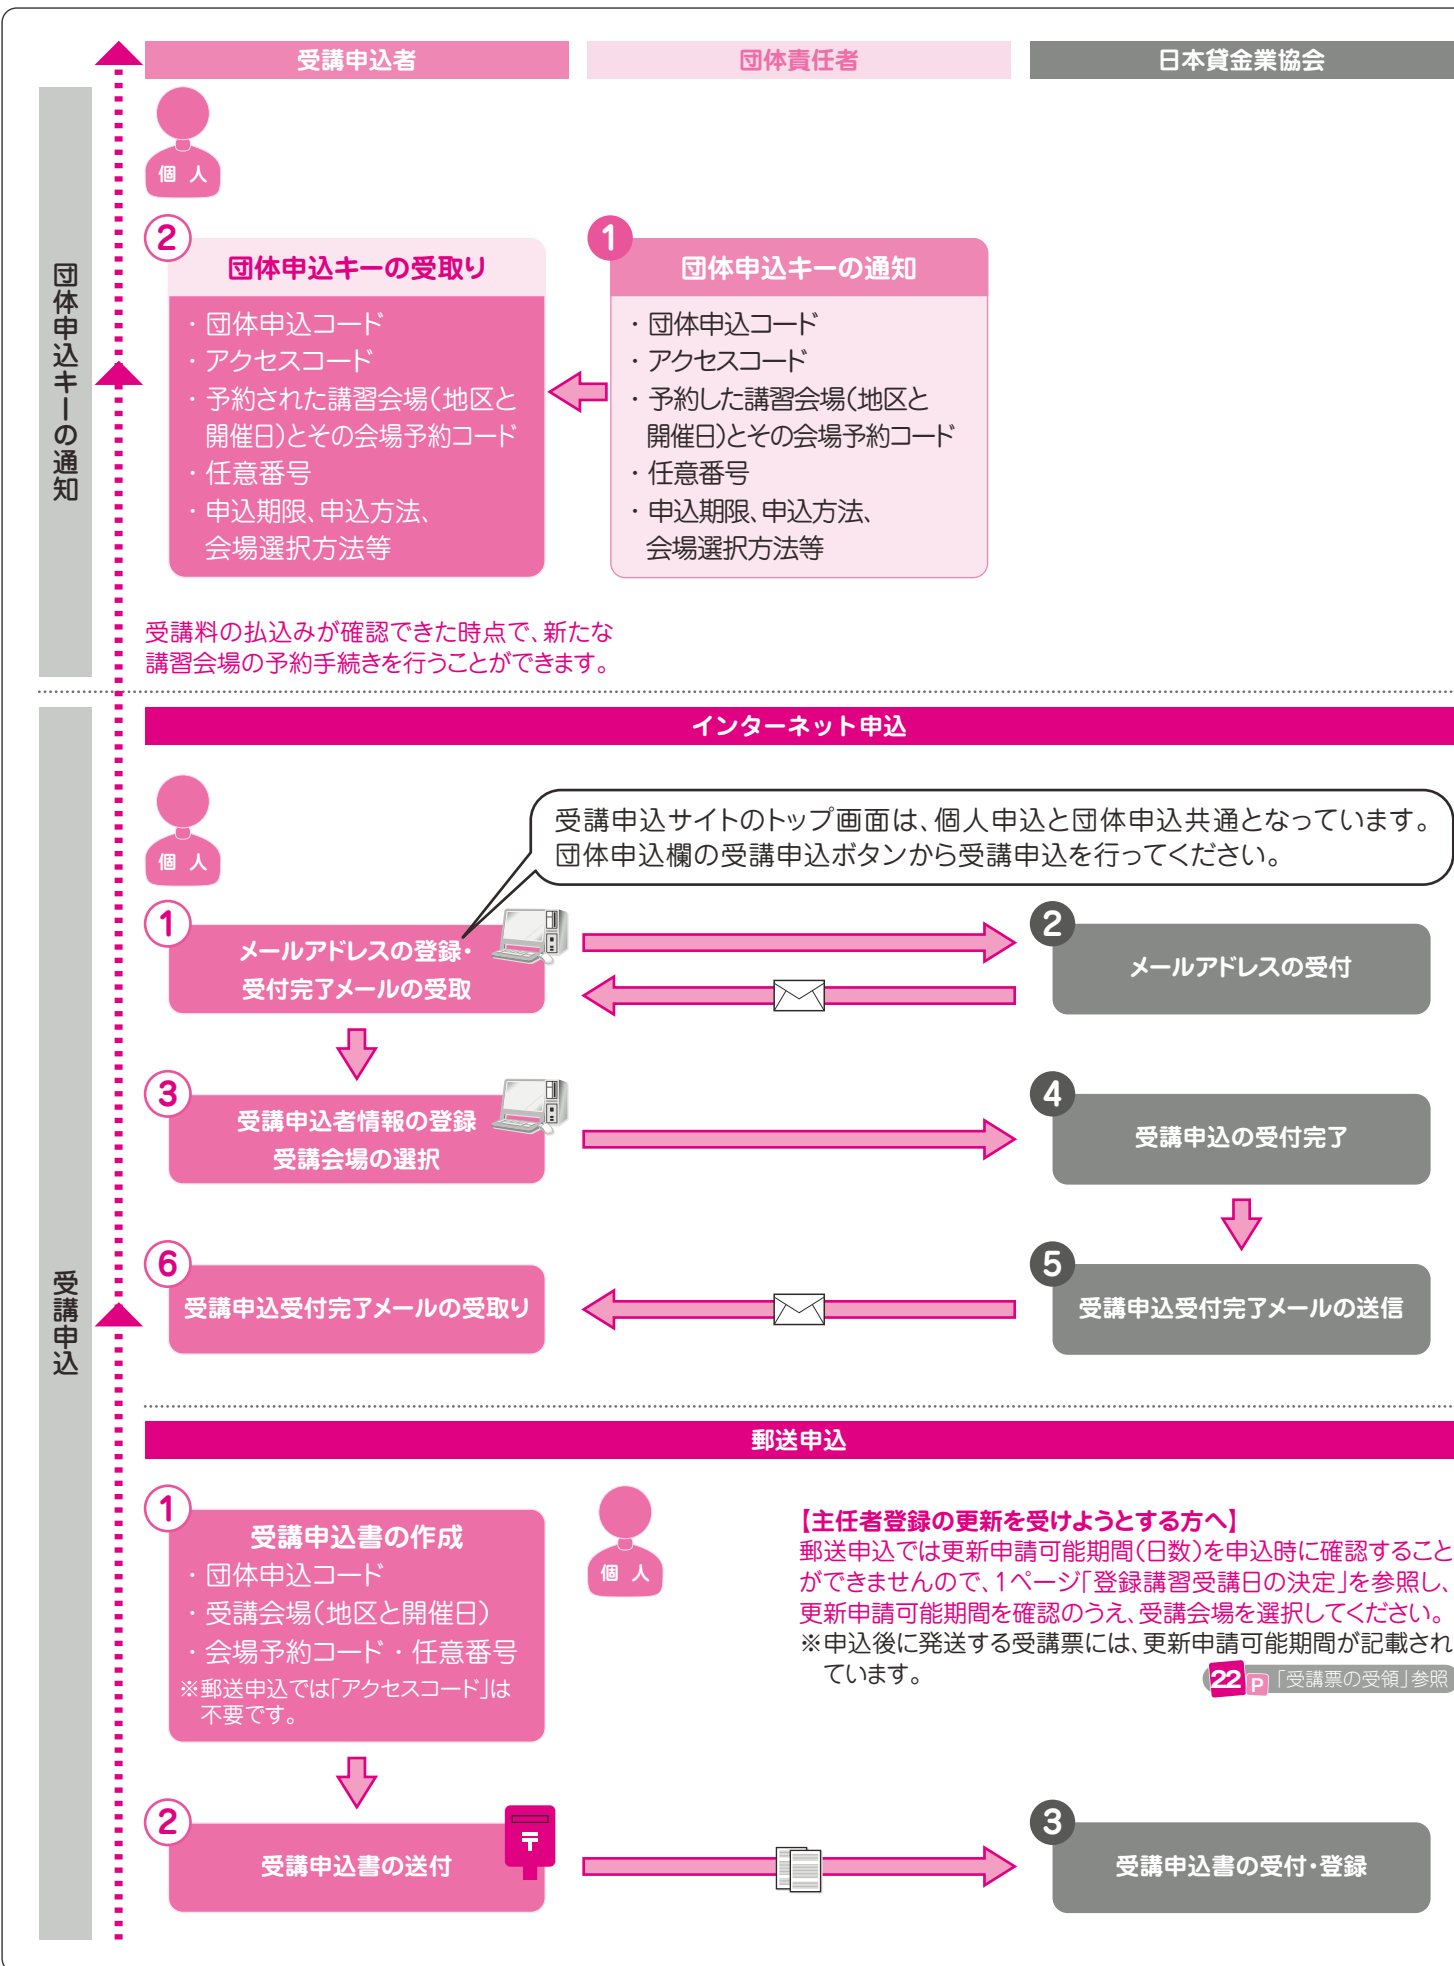 受講申込者
団体責任者
日本貸金業協会
団体申込キーの通知
個 人
② 団体申込キーの受取り
・団体申込コード
・アクセスコード
・予約された講習会場(地区と
開催日)とその会場予約コード
・任意番号
・申込期限、申込方法、
会場選択方法等
❶ 団体申込キーの通知
・団体申込コード
・アクセスコード
・予約した講習会場(地区と
開催日)とその会場予約コード
・任意番号
・申込期限、申込方法、
会場選択方法等
受講料の払込みが確認できた時点で、新たな
講習会場の予約手続きを行うことができます。
受講申込
インターネット申込
個 人
受講申込サイトのトップ画面は、個人申込と団体申込共通となっています。
団体申込欄の受講申込ボタンから受講申込を行ってください。
① メールアドレスの登録・
受付完了メールの受取
❷ メールアドレスの受付
③ 受講申込者情報の登録
受講会場の選択
❹ 受講申込の受付完了
⑥ 受講申込受付完了メールの受取り
❺ 受講申込受付完了メールの送信
郵送申込
① 受講申込書の作成
・団体申込コード
・受講会場(地区と開催日)
・会場予約コード・任意番号
※郵送申込では「アクセスコード」は
不要です。
個 人
【主任者登録の更新を受けようとする方へ】
郵送申込では更新申請可能期間(日数)を申込時に確認すること
ができませんので、1ページ「登録講習受講日の決定」を参照し、
更新申請可能期間を確認のうえ、受講会場を選択してください。
※申込後に発送する受講票には、更新申請可能期間が記載され
ています。
22 P 「受講票の受領」参照
② 受講申込書の送付
〒
❸ 受講申込書の受付・登録